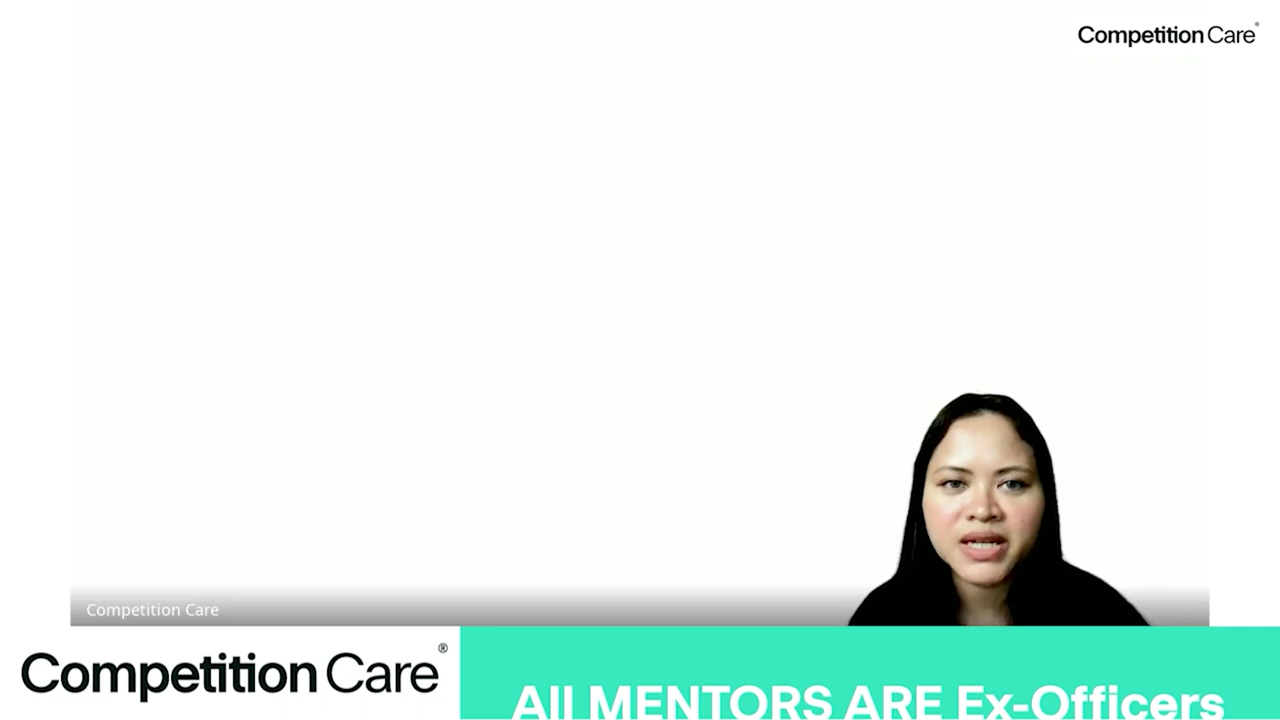 Competition Care®
Competition Care
Competition Care®
All MENTORS ARE Ex-Officers